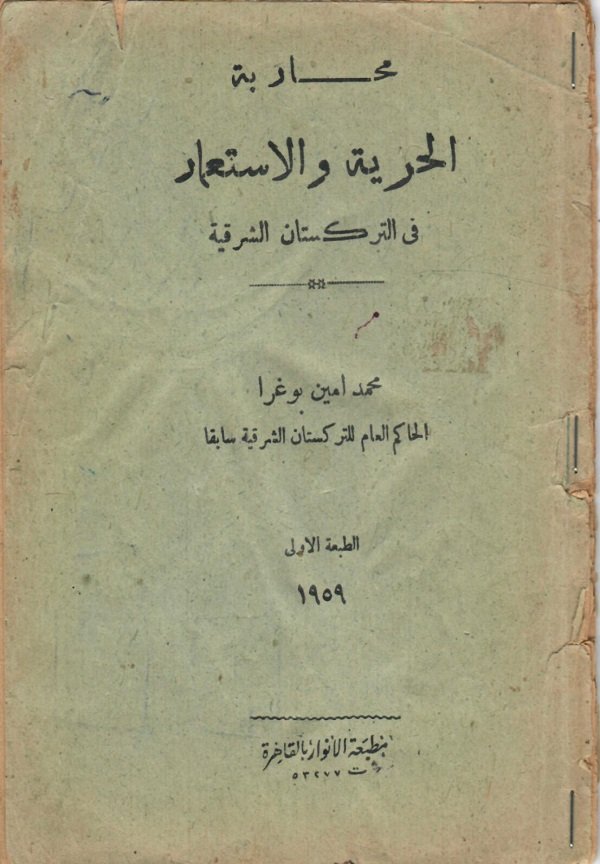 محاربة
الحرية والاستعمار
فى التركستان الشرقية
محمد امين بوغرا
الحاكم العام للتركستان الشرقية سابقا
الطبعة الاولى
١٩٥٩
مطبعة الأنوار بالقاهرة
ت ٥٣٢٧٧